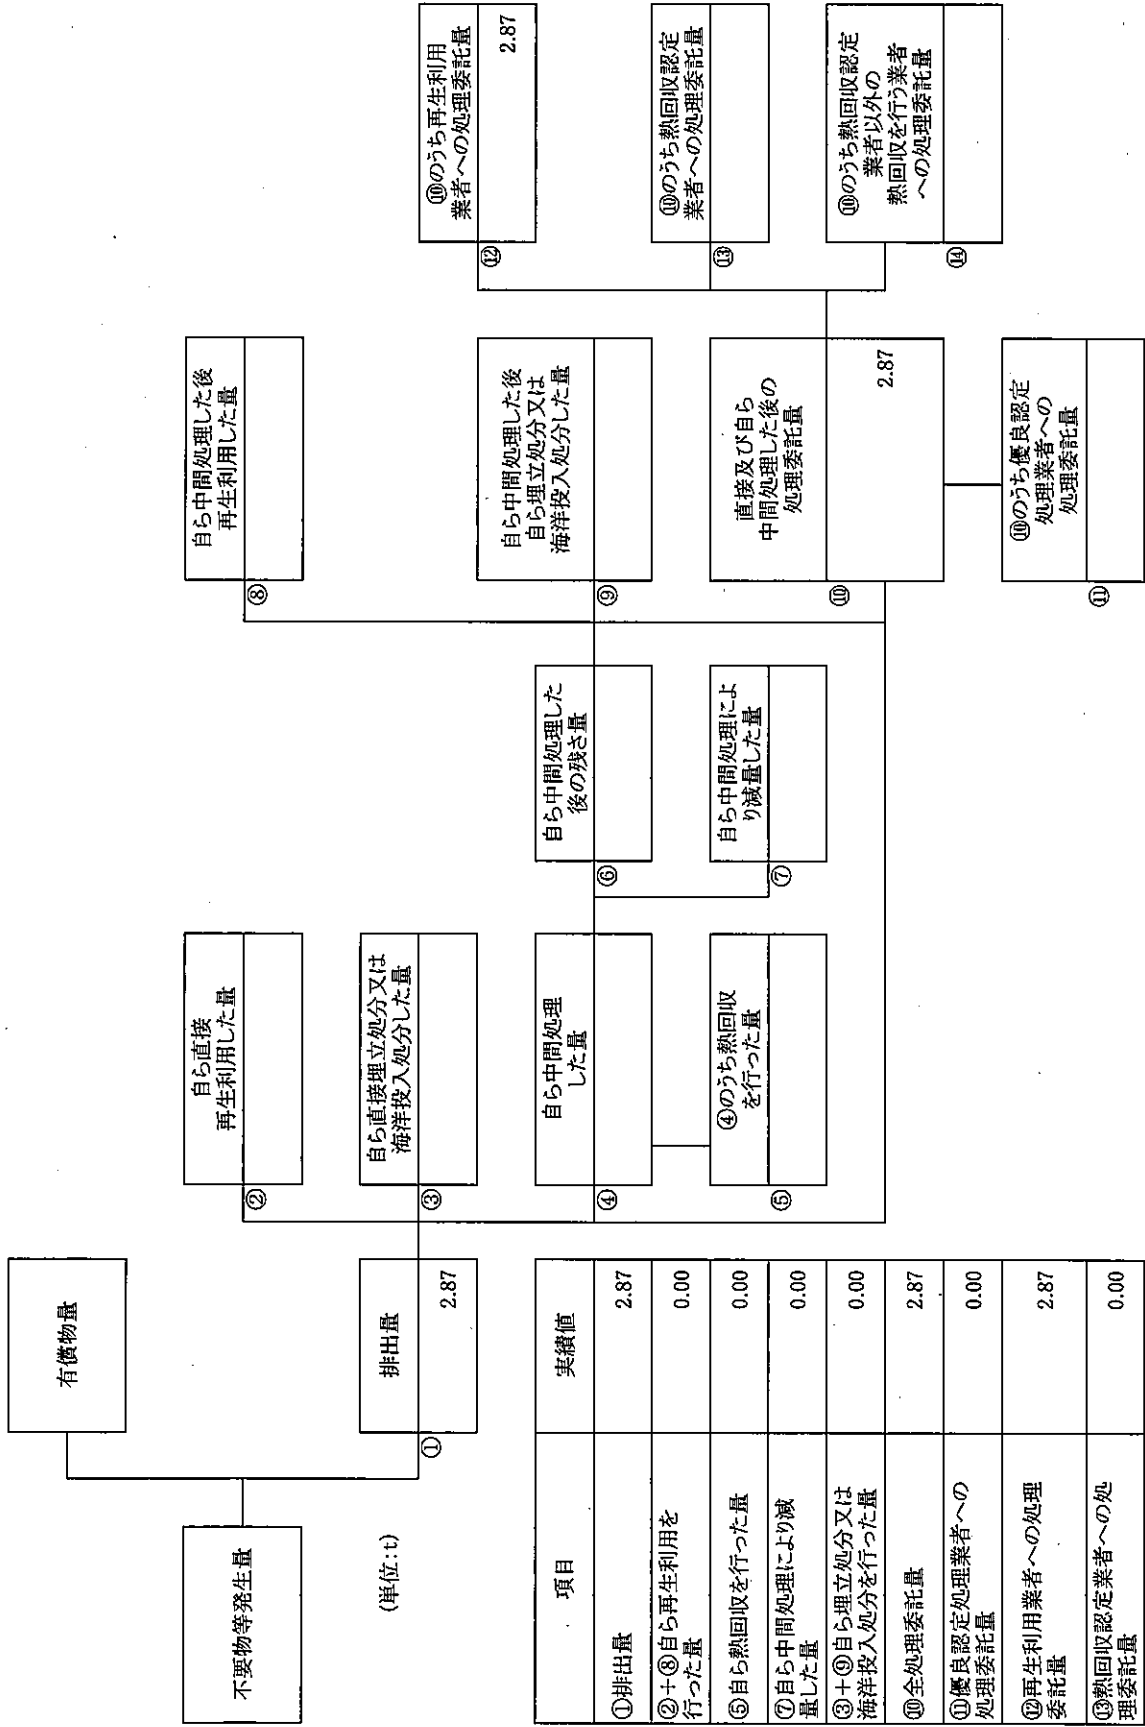 不要物等発生量
有償物量
排出量
①
2.87
(単位:t)
自ら直接
再生利用した量
②
自ら直接埋立処分又は
海洋投入処分した量
③
自ら中間処理
した量
④
④のうち熱回収
を行った量
⑤
自ら中間処理した
後の残さ量
⑥
自ら中間処理によ
り減量した量
⑦
自ら中間処理した後
再生利用した量
⑧
自ら中間処理した後
自ら埋立処分又は
海洋投入処分した量
⑨
直接及び自ら
中間処理した後の
処理委託量
⑩
2.87
⑩のうち優良認定
処理業者への
処理委託量
⑪
⑩のうち再生利用
業者への処理委託量
⑫
2.87
⑩のうち熱回収認定
業者への処理委託量
⑬
⑩のうち熱回収認定
業者以外の
熱回収を行う業者
への処理委託量
⑭
項目 実績値
①排出量 2.87
②+⑧自ら再生利用を
行った量 0.00
⑤自ら熱回収を行った量 0.00
⑦自ら中間処理により減
量した量 0.00
③+⑨自ら埋立処分又は
海洋投入処分を行った量 0.00
⑩全処理委託量 2.87
⑪優良認定処理業者への
処理委託量 0.00
⑫再生利用業者への処理
委託量 2.87
⑬熱回収認定業者への処
理委託量 0.00